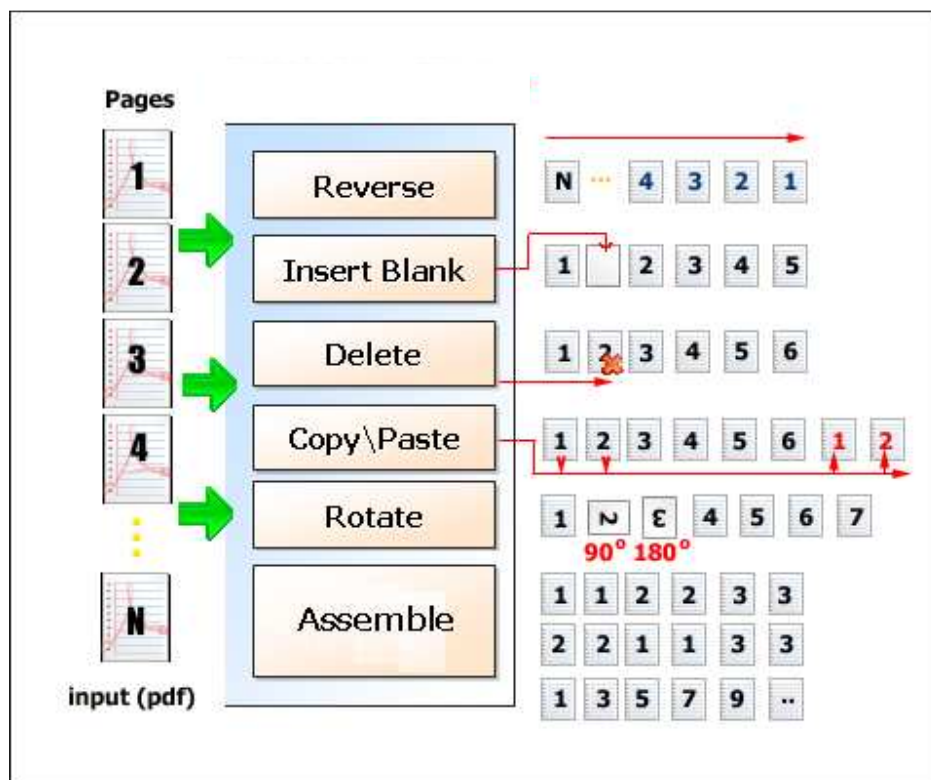 Pages
1
2
3
4
N
input (pdf)
Reverse
N ... 4 3 2 1
Insert Blank
1 2 3 4 5
Delete
1 2 3 4 5 6
Copy\Paste
1 2 3 4 5 6 1 2
Rotate
1 2 3 4 5 6 7
90° 180°
Assemble
1 1 2 2 3 3
2 2 1 1 3 3
1 3 5 7 9 ..